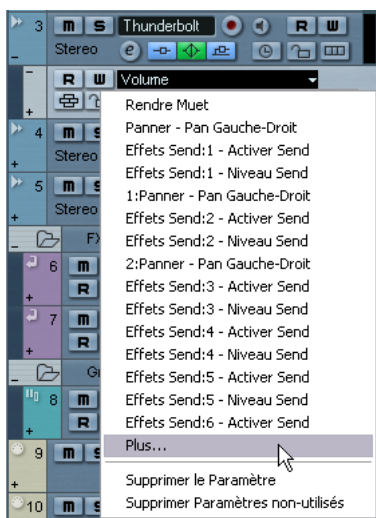 3 m S Thunderbolt R W
Stereo e
R W Volume
Rendre Muet
Panner - Pan Gauche-Droit
4 m S Effets Send:1 - Activer Send
Stereo Effets Send:1 - Niveau Send
5 m S 1:Panner - Pan Gauche-Droit
Stereo Effets Send:2 - Activer Send
FX Effets Send:2 - Niveau Send
6 m 2:Panner - Pan Gauche-Droit
R Effets Send:3 - Activer Send
Effets Send:3 - Niveau Send
7 m Effets Send:4 - Activer Send
R Effets Send:4 - Niveau Send
Effets Send:5 - Activer Send
Effets Send:5 - Niveau Send
8 m Effets Send:6 - Activer Send
R Plus...
9 m S
Supprimer le Paramètre
10 m S Supprimer Paramètres non-utilisés